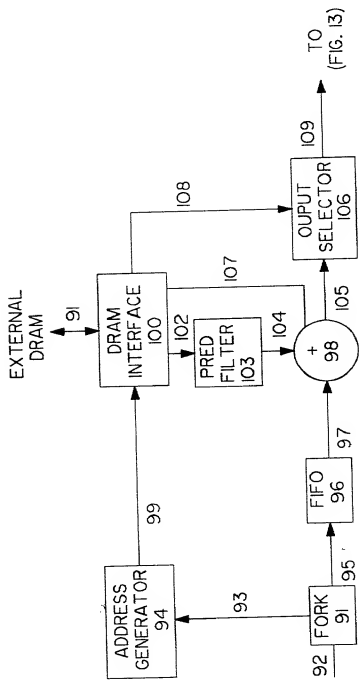 EXTERNAL
DRAM
91
DRAM
INTERFACE
100
108
107
102
PRED
FILTER
103
104
ADDRESS
GENERATOR
94
99
93
FORK
91
92
95
FIFO
96
97
+
98
105
OUPUT
SELECTOR
106
109
TO
(FIG. 13)